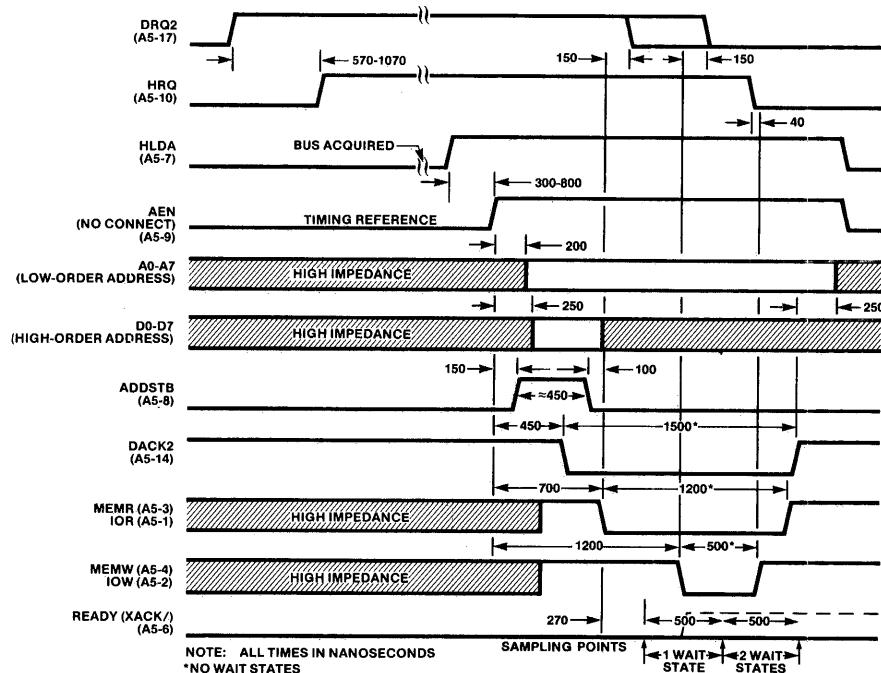 DRQ2
(A5-17)
150
150
HRQ
(A5-10)
570-1070
40
HLDA
(A5-7)
BUS ACQUIRED
300-800
AEN
(NO CONNECT)
(A5-9)
TIMING REFERENCE
200
A0-A7
(LOW-ORDER ADDRESS)
HIGH IMPEDANCE
250
250
D0-D7
(HIGH-ORDER ADDRESS)
HIGH IMPEDANCE
150
100
ADDSTB
(A5-8)
≈450
450
1500*
DACK2
(A5-14)
700
1200*
MEMR (A5-3)
IOR (A5-1)
HIGH IMPEDANCE
1200
500*
MEMW (A5-4)
IOW (A5-2)
HIGH IMPEDANCE
READY (XACK/)
(A5-6)
270
500
500
SAMPLING POINTS
1 WAIT
STATE
2 WAIT
STATES
NOTE: ALL TIMES IN NANOSECONDS
*NO WAIT STATES